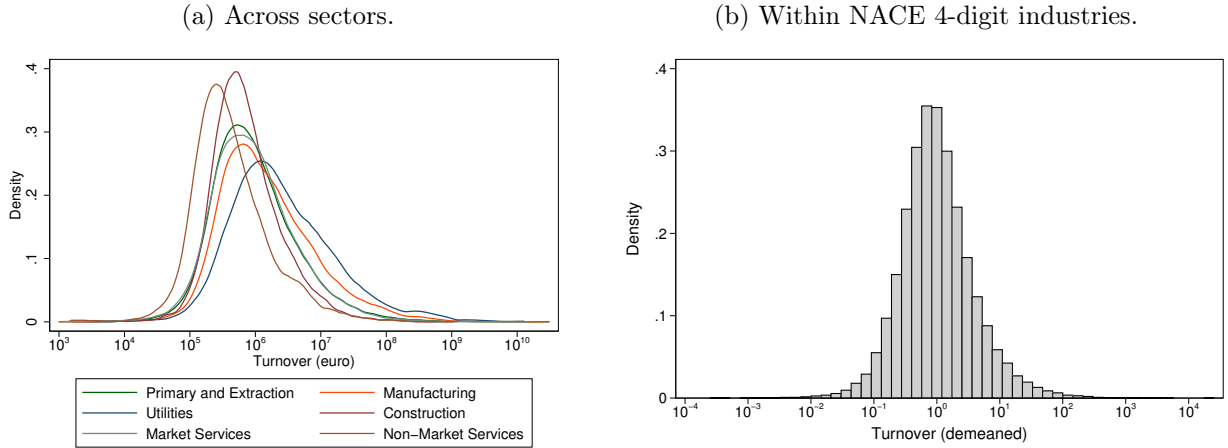 (a) Across sectors.
(b) Within NACE 4-digit industries.
.4
.3
.2
.1
0
Density
10³ 10⁴ 10⁵ 10⁶ 10⁷ 10⁸ 10⁹ 10¹⁰
Turnover (euro)
Primary and Extraction Manufacturing
Utilities Construction
Market Services Non−Market Services
.4
.3
.2
.1
0
Density
10⁻⁴ 10⁻³ 10⁻² 10⁻¹ 10⁰ 10¹ 10² 10³ 10⁴
Turnover (demeaned)